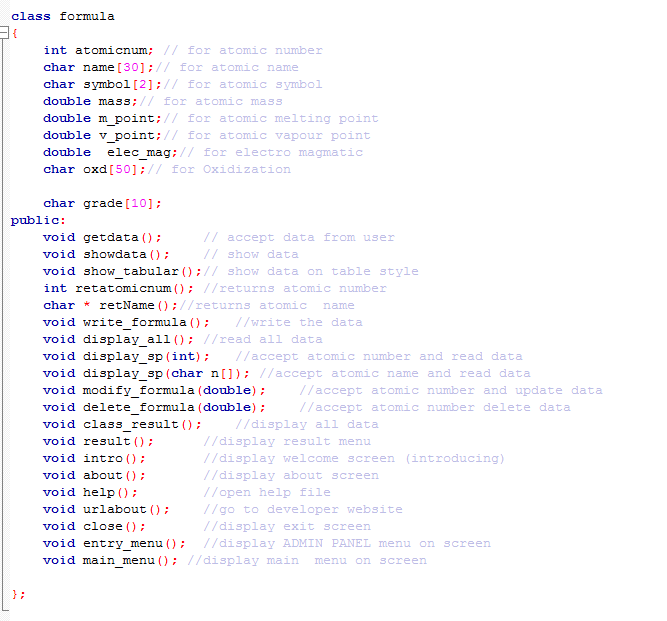 class formula
{
int atomicnum; // for atomic number
char name[30];// for atomic name
char symbol[2];// for atomic symbol
double mass;// for atomic mass
double m_point;// for atomic melting point
double v_point;// for atomic vapour point
double  elec_mag;// for electro magmatic
char oxd[50];// for Oxidization
char grade[10];
public:
void getdata();     // accept data from user
void showdata();    // show data
void show_tabular();// show data on table style
int retatomicnum(); //returns atomic number
char * retName();//returns atomic  name
void write_formula();   //write the data
void display_all(); //read all data
void display_sp(int);   //accept atomic number and read data
void display_sp(char n[]); //accept atomic name and read data
void modify_formula(double);    //accept atomic number and update data
void delete_formula(double);    //accept atomic number delete data
void class_result();    //display all data
void result();      //display result menu
void intro();       //display welcome screen (introducing)
void about();       //display about screen
void help();        //open help file
void urlabout();    //go to developer website
void close();       //display exit screen
void entry_menu();  //display ADMIN PANEL menu on screen
void main_menu(); //display main  menu on screen
};